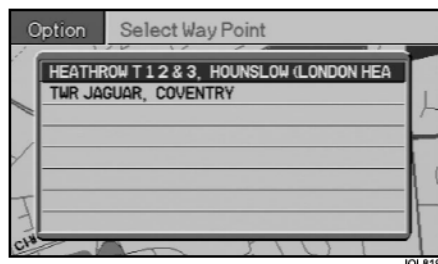 Option Select Way Point
HEATHROW T 1 2 & 3, HOUNSLOW (LONDON HEA
TWR JAGUAR, COVENTRY